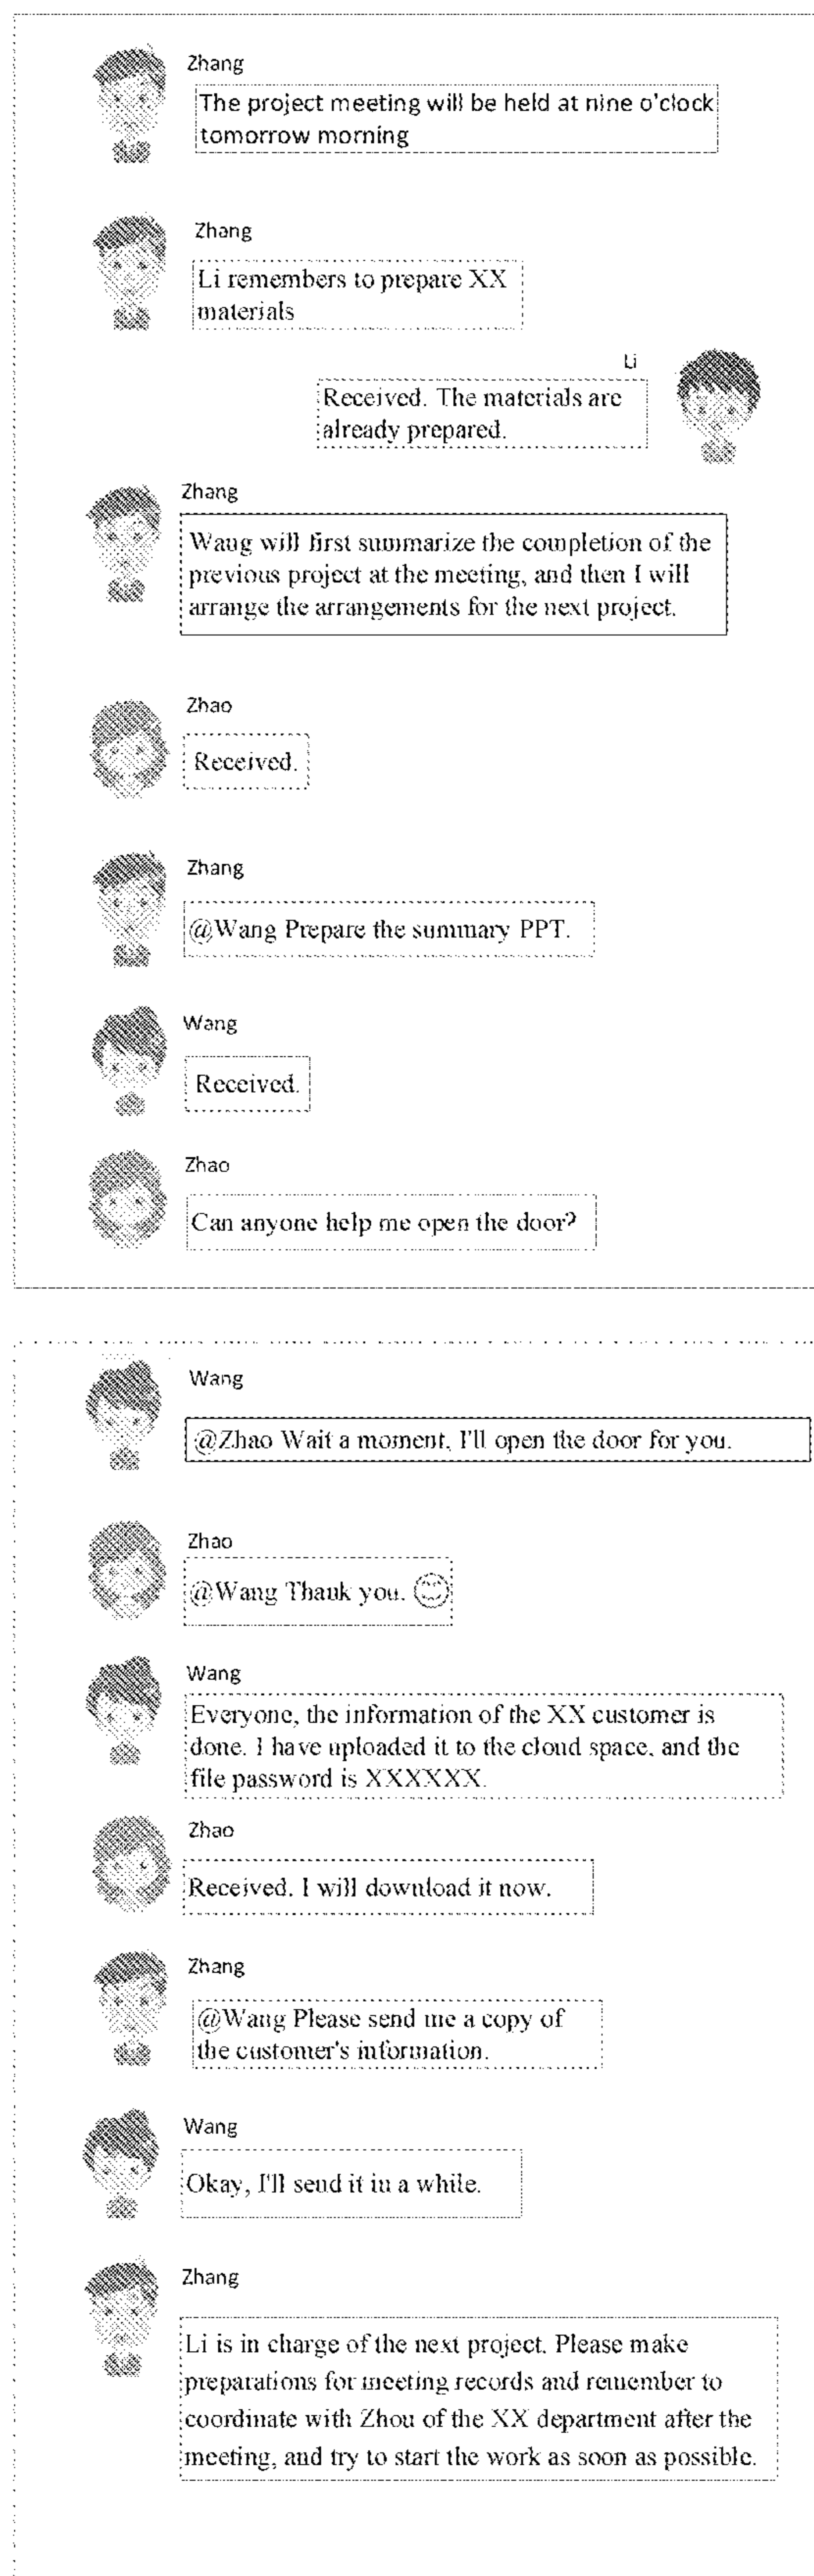 Zhang
The project meeting will be held at nine o'clock
tomorrow morning
Zhang
Li remembers to prepare XX
materials
Li
Received. The materials are
already prepared.
Zhang
Wang will first summarize the completion of the
previous project at the meeting, and then I will
arrange the arrangements for the next project.
Zhao
Received.
Zhang
@Wang Prepare the summary PPT.
Wang
Received.
Zhao
Can anyone help me open the door?
Wang
@Zhao Wait a moment, I'll open the door for you.
Zhao
@Wang Thank you.
Wang
Everyone, the information of the XX customer is
done. I have uploaded it to the cloud space, and the
file password is XXXXXX.
Zhao
Received. I will download it now.
Zhang
@Wang Please send me a copy of
the customer's information.
Wang
Okay, I'll send it in a while.
Zhang
Li is in charge of the next project. Please make
preparations for meeting records and remember to
coordinate with Zhou of the XX department after the
meeting, and try to start the work as soon as possible.